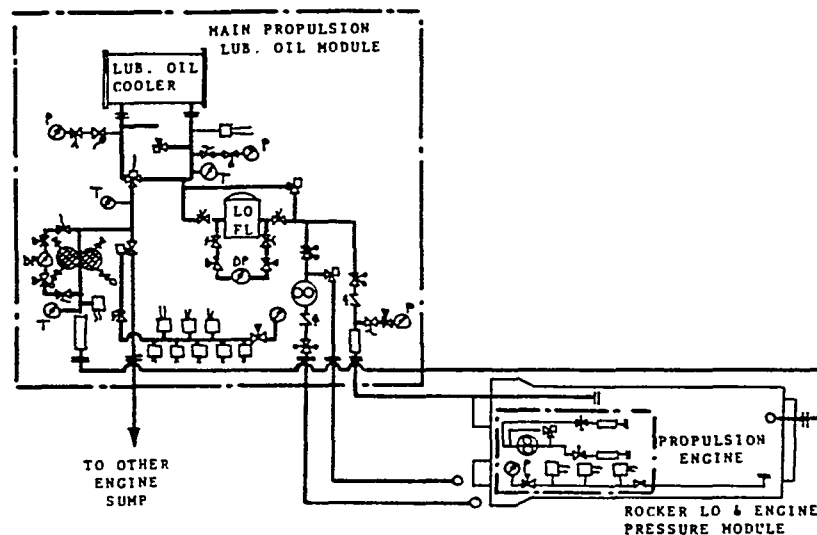 MAIN PROPULSION
LUB. OIL MODULE
LUB. OIL
COOLER
P
P
T
T
LO
FL
DP
DP
T
P
TO OTHER
ENGINE
SUMP
P
PROPULSION
ENGINE
ROCKER LO & ENGINE
PRESSURE MODULE